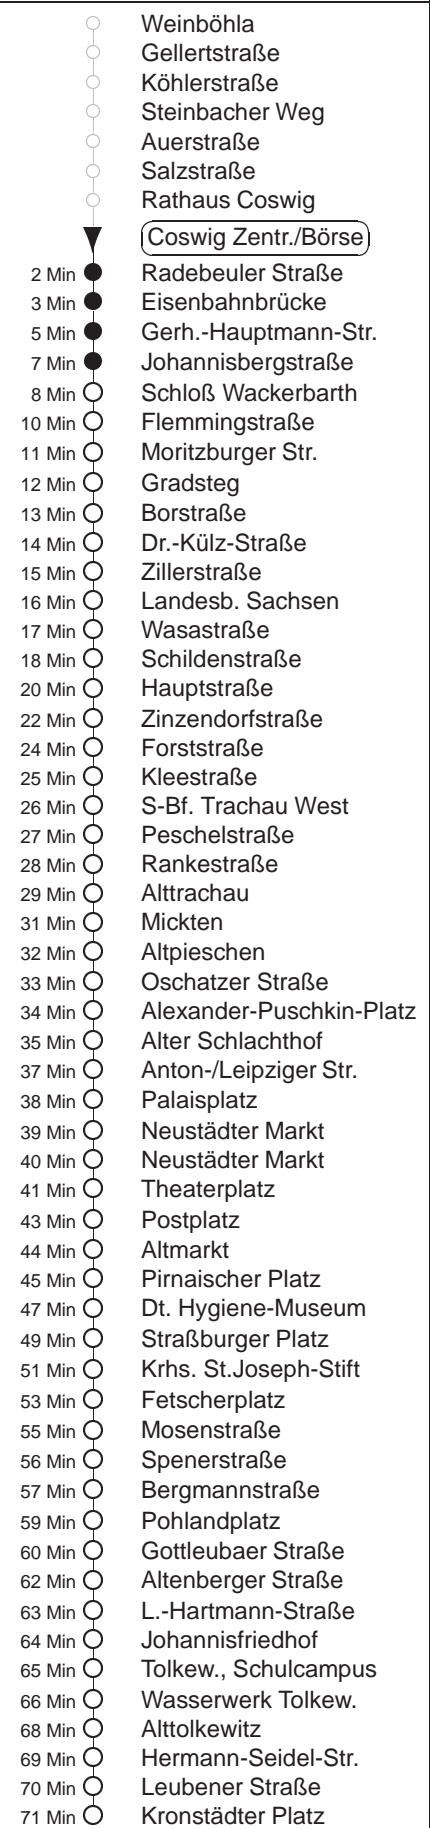 Weinböhla
Gellertstraße
Köhlerstraße
Steinbacher Weg
Auerstraße
Salzstraße
Rathaus Coswig
Coswig Zentr./Börse
2 Min Radebeuler Straße
3 Min Eisenbahnbrücke
5 Min Gerh.-Hauptmann-Str.
7 Min Johannisbergstraße
8 Min Schloß Wackerbarth
10 Min Flemmingstraße
11 Min Moritzburger Str.
12 Min Gradsteg
13 Min Borstraße
14 Min Dr.-Külz-Straße
15 Min Zillerstraße
16 Min Landesb. Sachsen
17 Min Wasastraße
18 Min Schildenstraße
20 Min Hauptstraße
22 Min Zinzendorfstraße
24 Min Forststraße
25 Min Kleestraße
26 Min S-Bf. Trachau West
27 Min Peschelstraße
28 Min Rankestraße
29 Min Alttrachau
31 Min Mickten
32 Min Altpieschen
33 Min Oschatzer Straße
34 Min Alexander-Puschkin-Platz
35 Min Alter Schlachthof
37 Min Anton-/Leipziger Str.
38 Min Palaisplatz
39 Min Neustädter Markt
40 Min Neustädter Markt
41 Min Theaterplatz
43 Min Postplatz
44 Min Altmarkt
45 Min Pirnaischer Platz
47 Min Dt. Hygiene-Museum
49 Min Straßburger Platz
51 Min Krhs. St.Joseph-Stift
53 Min Fetscherplatz
55 Min Mosenstraße
56 Min Spenerstraße
57 Min Bergmannstraße
59 Min Pohlandplatz
60 Min Gottleubaer Straße
62 Min Altenberger Straße
63 Min L.-Hartmann-Straße
64 Min Johannisfriedhof
65 Min Tolkew., Schulcampus
66 Min Wasserwerk Tolkew.
68 Min Alttolkewitz
69 Min Hermann-Seidel-Str.
70 Min Leubener Straße
71 Min Kronstädter Platz